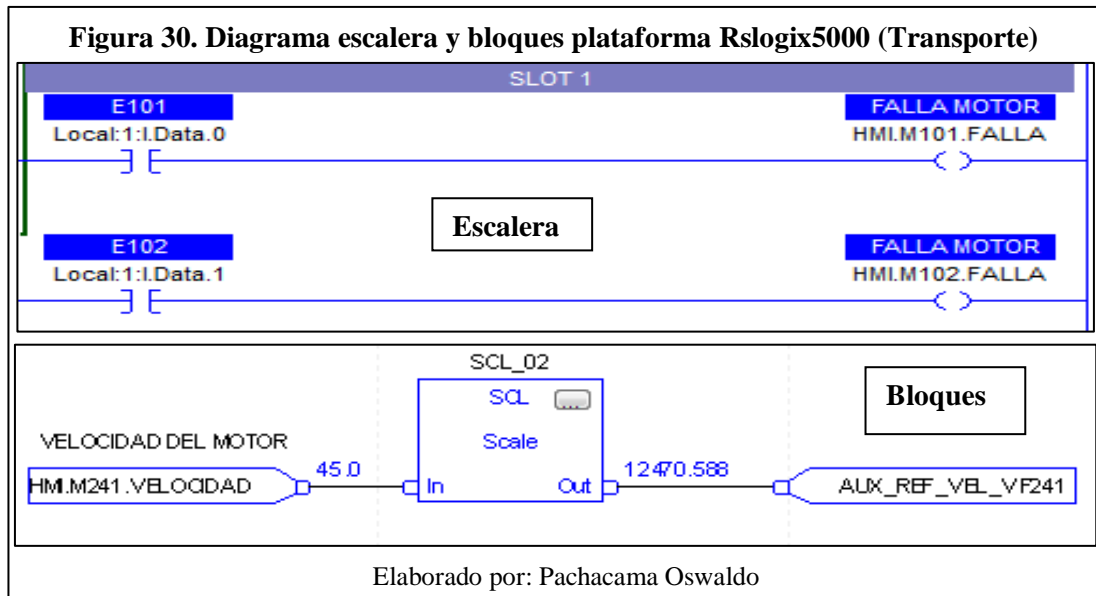 Figura 30. Diagrama escalera y bloques plataforma Rslogix5000 (Transporte)
SLOT 1
E101
FALLA MOTOR
Local:1:I.Data.0
HMI.M101.FALLA
Escalera
E102
FALLA MOTOR
Local:1:I.Data.1
HMI.M102.FALLA
SCL_02
SCL
...
Bloques
VELOCIDAD DEL MOTOR
Scale
HMI.M241.VELOCIDAD
45.0
In
Out
12470.588
AUX_REF_VEL_VF241
Elaborado por: Pachacama Oswaldo